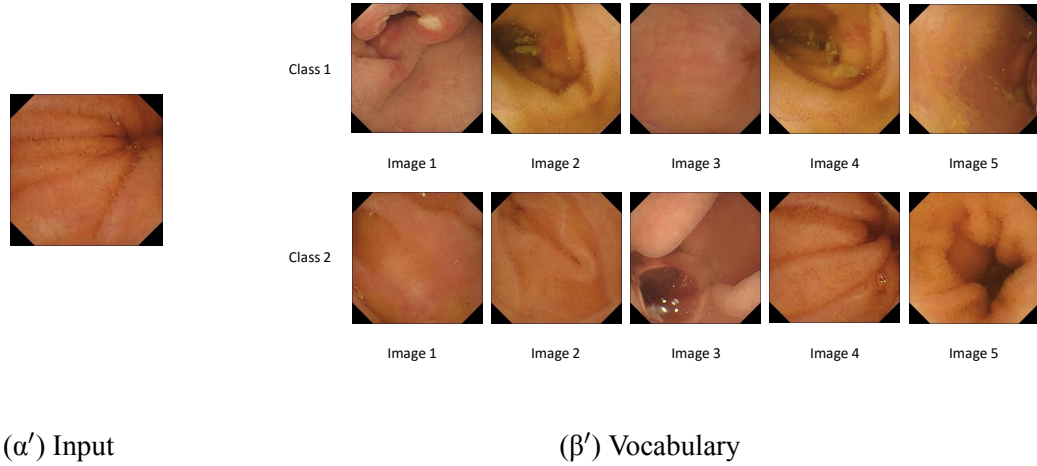 Class 1
Image 1 Image 2 Image 3 Image 4 Image 5
Class 2
Image 1 Image 2 Image 3 Image 4 Image 5
(α′) Input (β′) Vocabulary